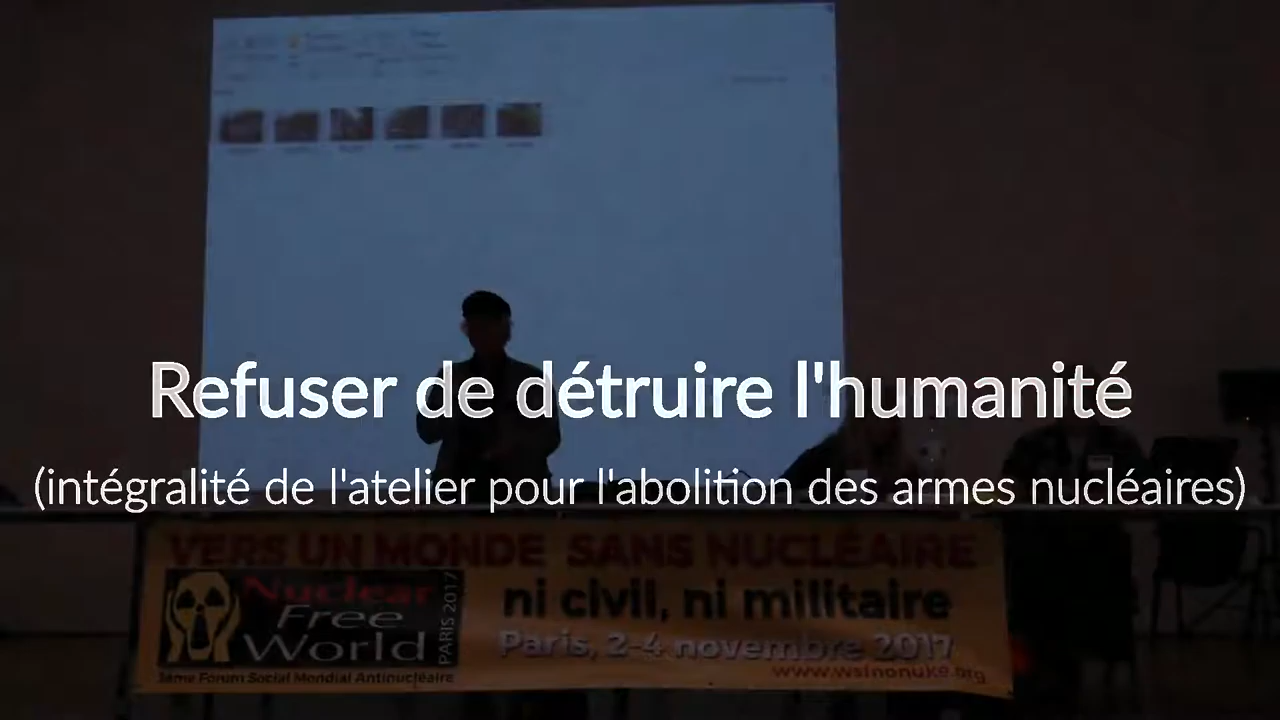 Refuser de détruire l'humanité
(intégralité de l'atelier pour l'abolition des armes nucléaires)
VERS UN MONDE SANS NUCLÉAIRE
Nuclear
Free
World
PARIS 2017
3ème Forum Social Mondial Antinucléaire
ni civil, ni militaire
Paris, 2-4 novembre 2017
www.wsfnonuke.org